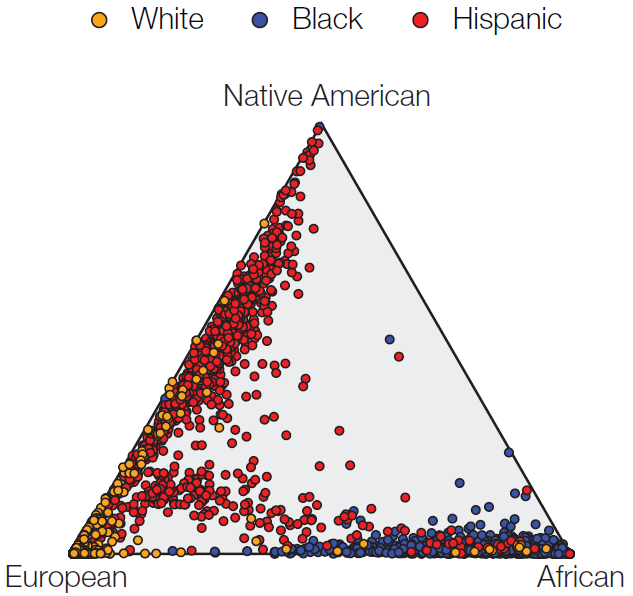 White Black Hispanic
Native American
European African